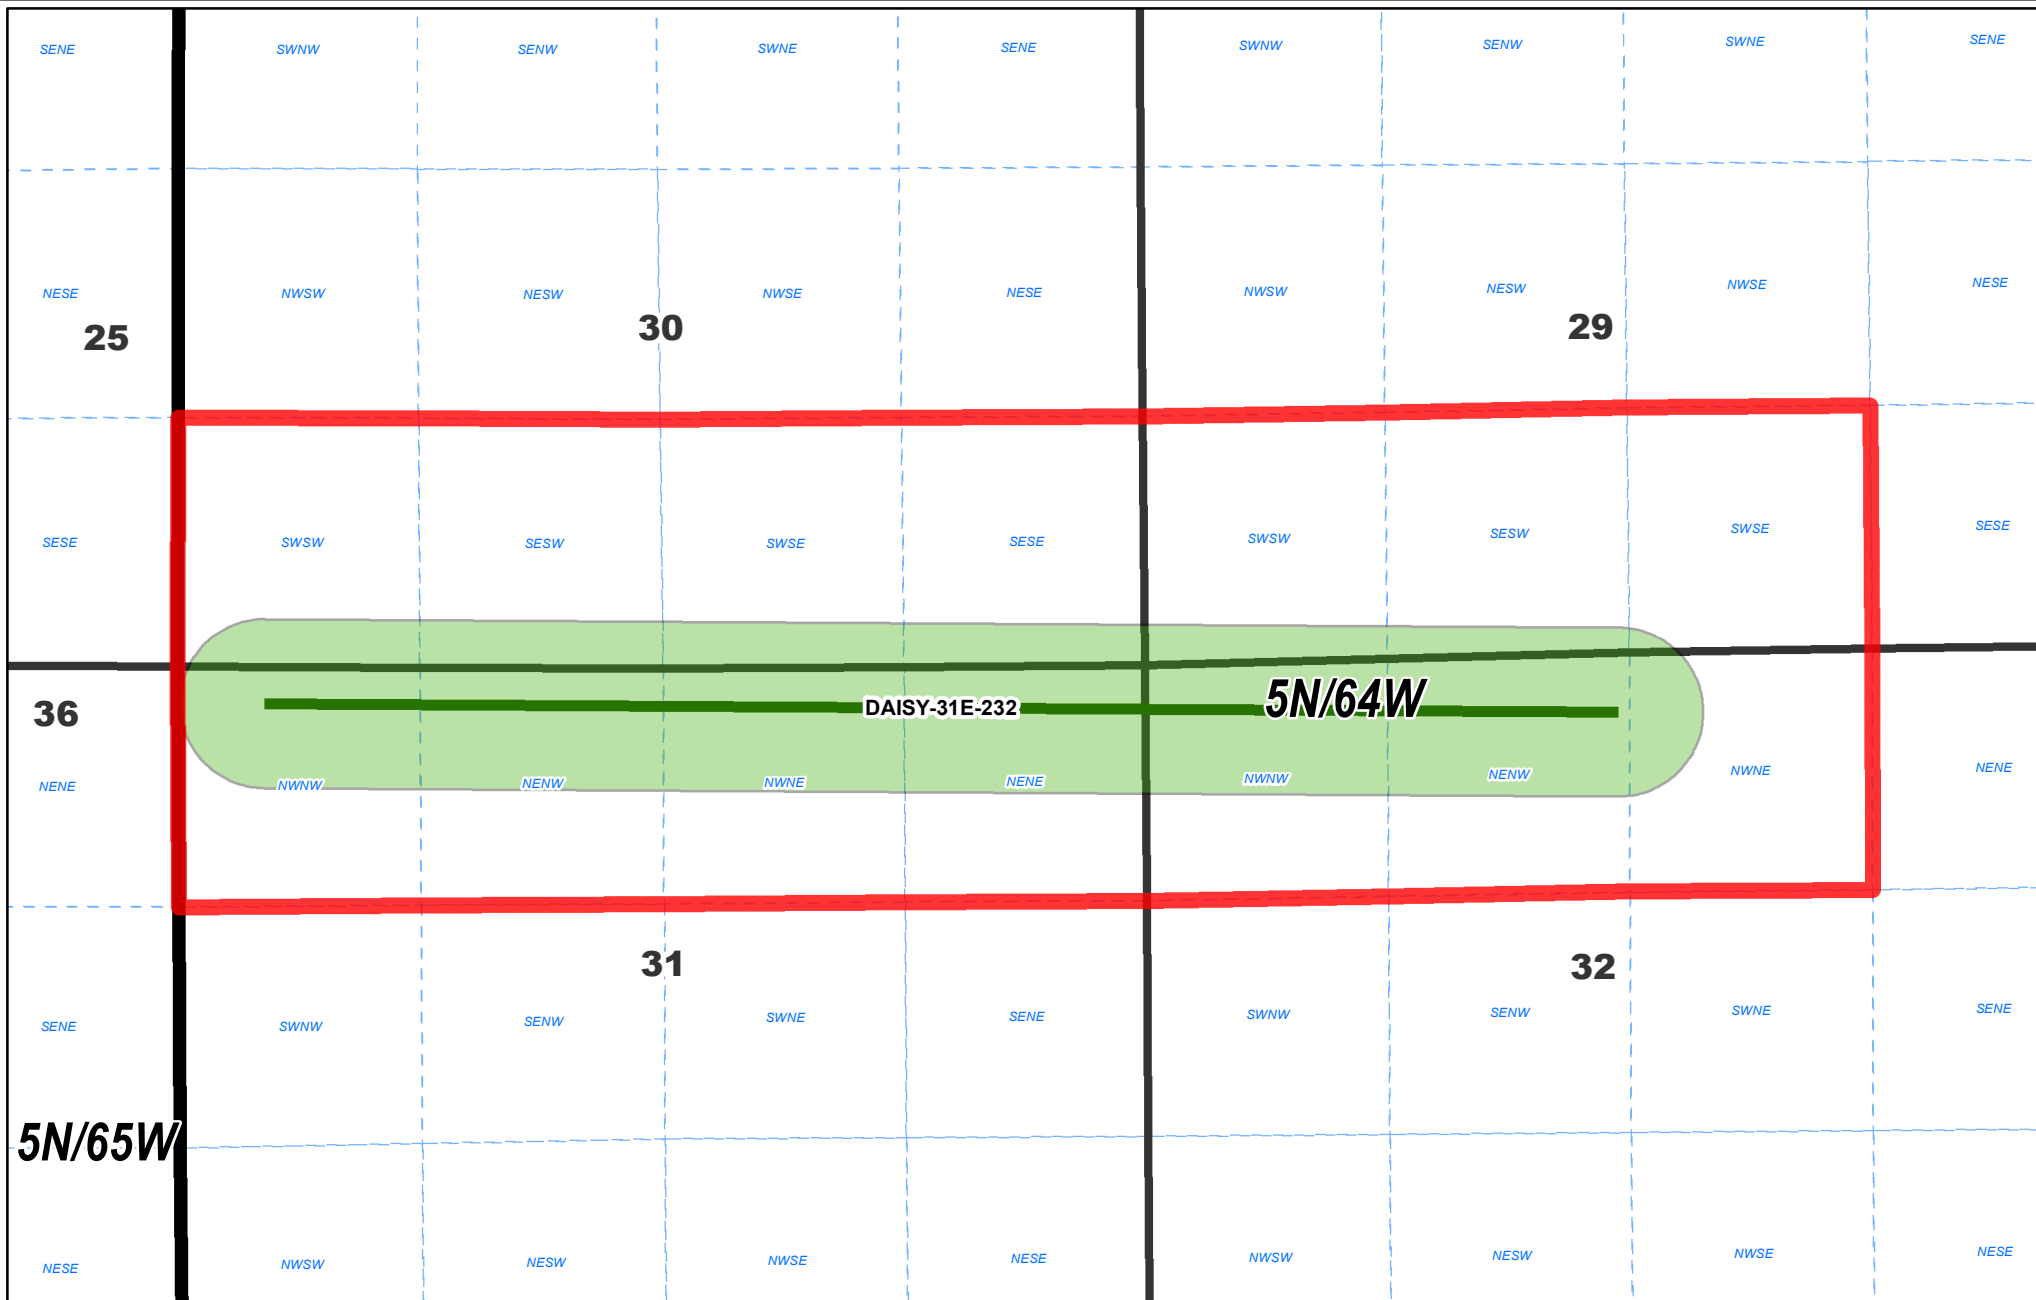 SENE SWNW SENW SWNE SENE SWNW SENW SWNE SENE
NESE NWSW NESW NWSE NESE NWSW NESW NWSE NESE
25 30 29
SESE SWSW SESW SWSE SESE SWSW SESW SWSE SESE
36 DAISY-31E-232 5N/64W
NENE NWNW NENW NWNE NENE NWNW NENW NWNE NENE
31 32
SENE SWNW SENW SWNE SENE SWNW SENW SWNE SENE
5N/65W
NESE NWSW NESW NWSE NESE NWSW NESW NWSE NESE